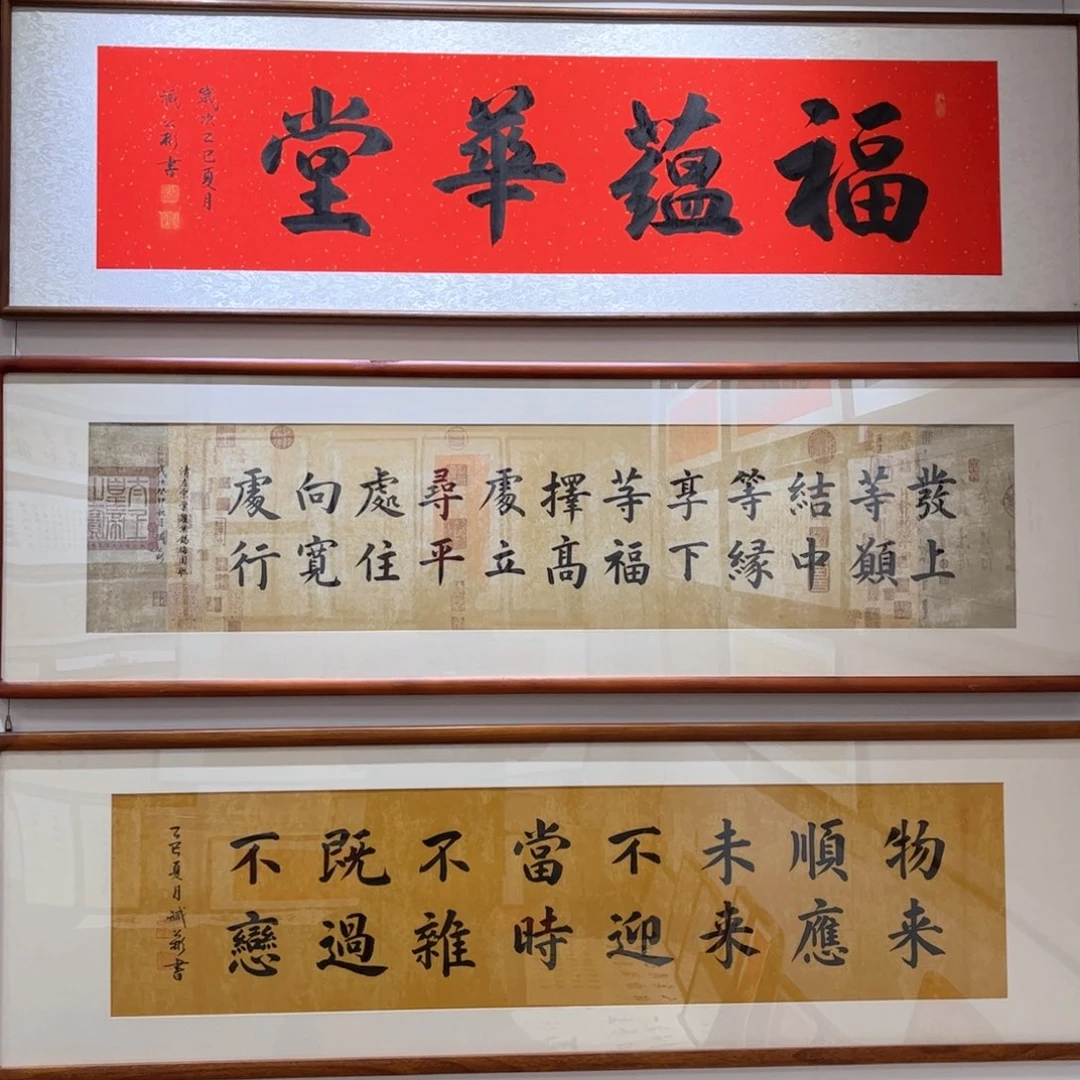 福蘊華堂
歲次乙巳夏月
發上
等願
結中
等緣
享下
等福
擇高
處立
尋平
處住
向寬
處行
物来
順應
未来
不迎
當時
不雜
既過
不戀
乙巳夏月